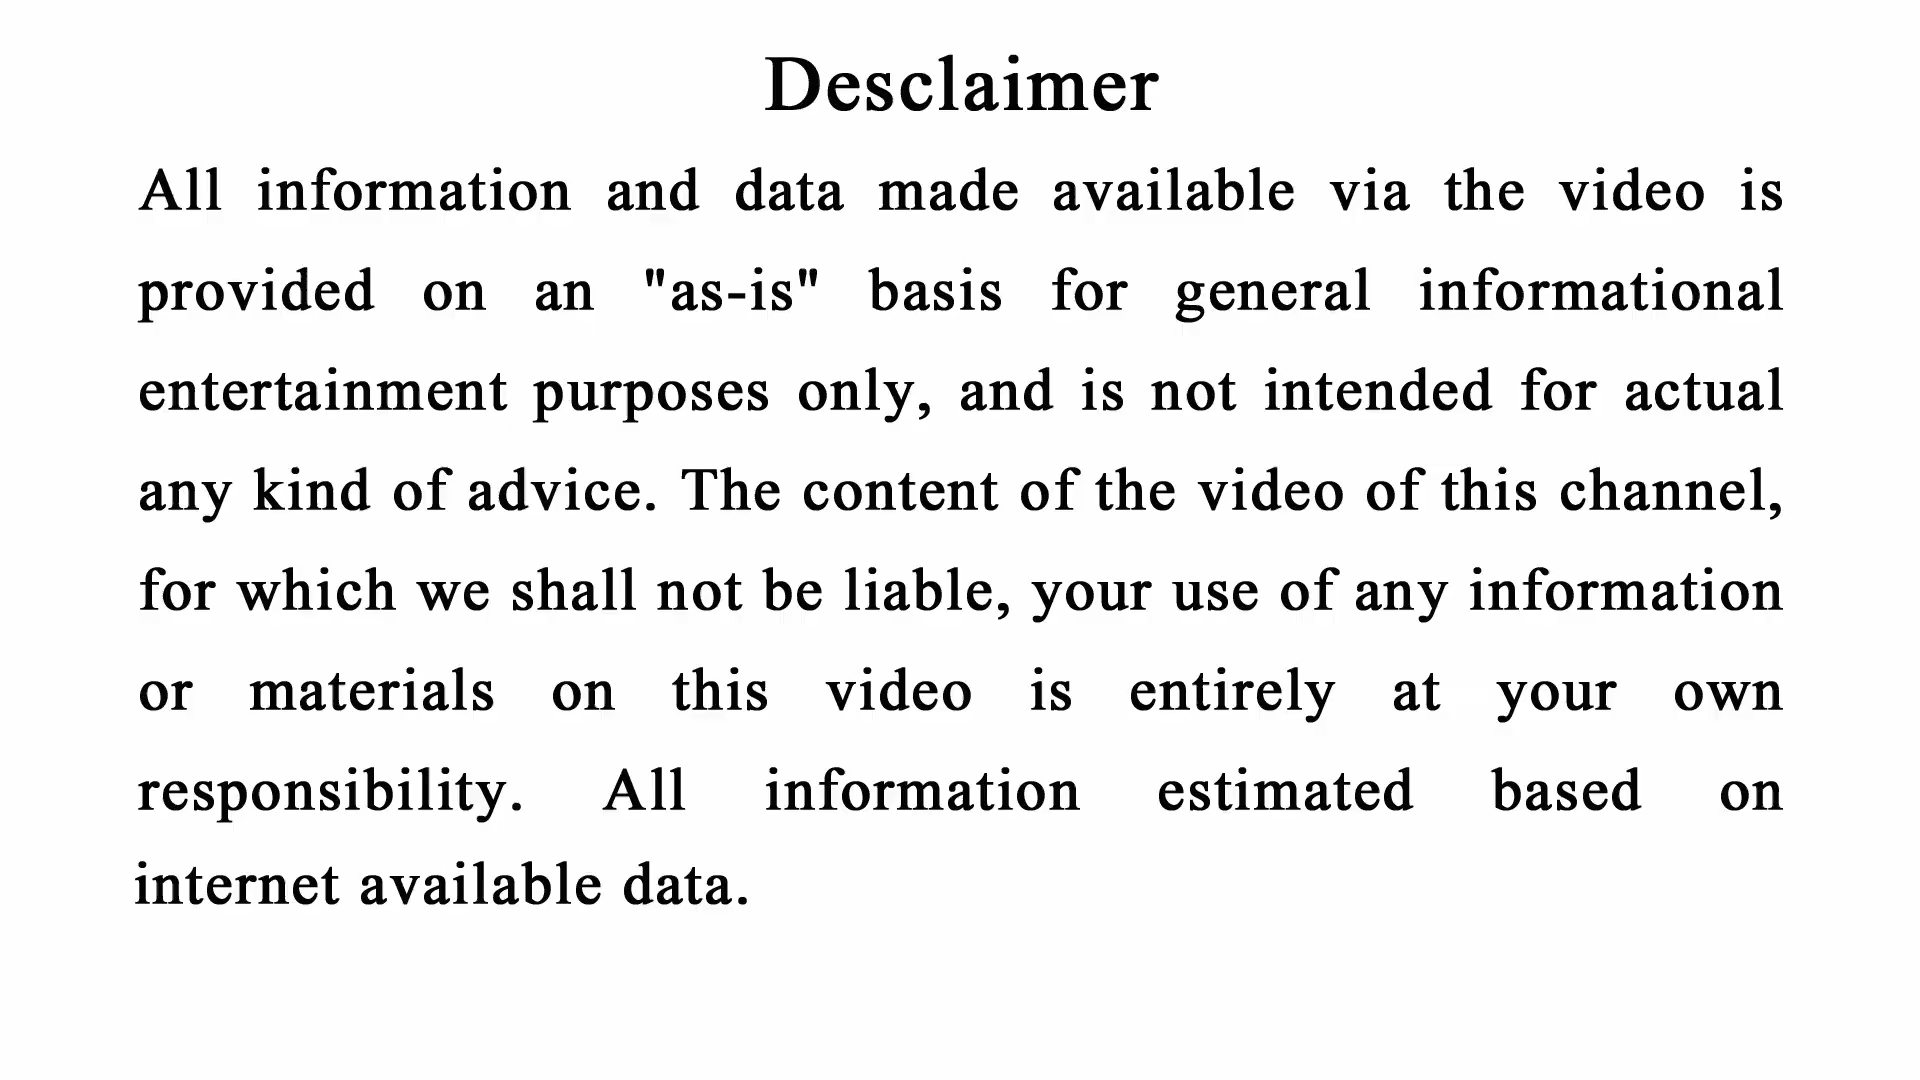 Desclaimer
All information and data made available via the video is
provided on an "as-is" basis for general informational
entertainment purposes only, and is not intended for actual
any kind of advice. The content of the video of this channel,
for which we shall not be liable, your use of any information
or materials on this video is entirely at your own
responsibility. All information estimated based on
internet available data.